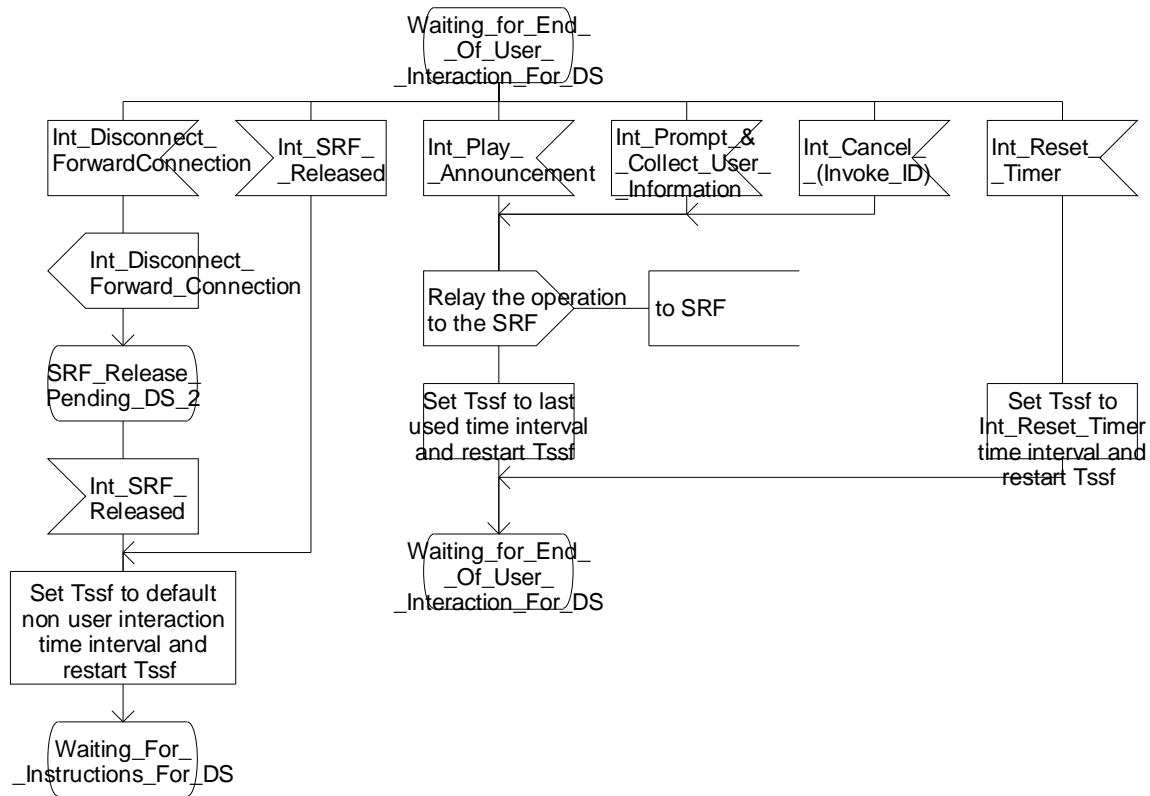 Waiting_for_End_
_Of_User_
_Interaction_For_DS
Int_Disconnect_
ForwardConnection
Int_SRF_
_Released
Int_Play_
_Announcement
Int_Prompt_&
_Collect_User_
_Information
Int_Cancel_
_(Invoke_ID)
Int_Reset_
_Timer
Int_Disconnect_
Forward_Connection
Relay the operation
to the SRF
to SRF
SRF_Release_
Pending_DS_2
Set Tssf to last
used time interval
and restart Tssf
Set Tssf to
Int_Reset_Timer
time interval and
restart Tssf
Int_SRF_
Released
Waiting_for_End_
_Of_User_
_Interaction_For_DS
Set Tssf to default
non user interaction
time interval and
restart Tssf
Waiting_For_
_Instructions_For_DS